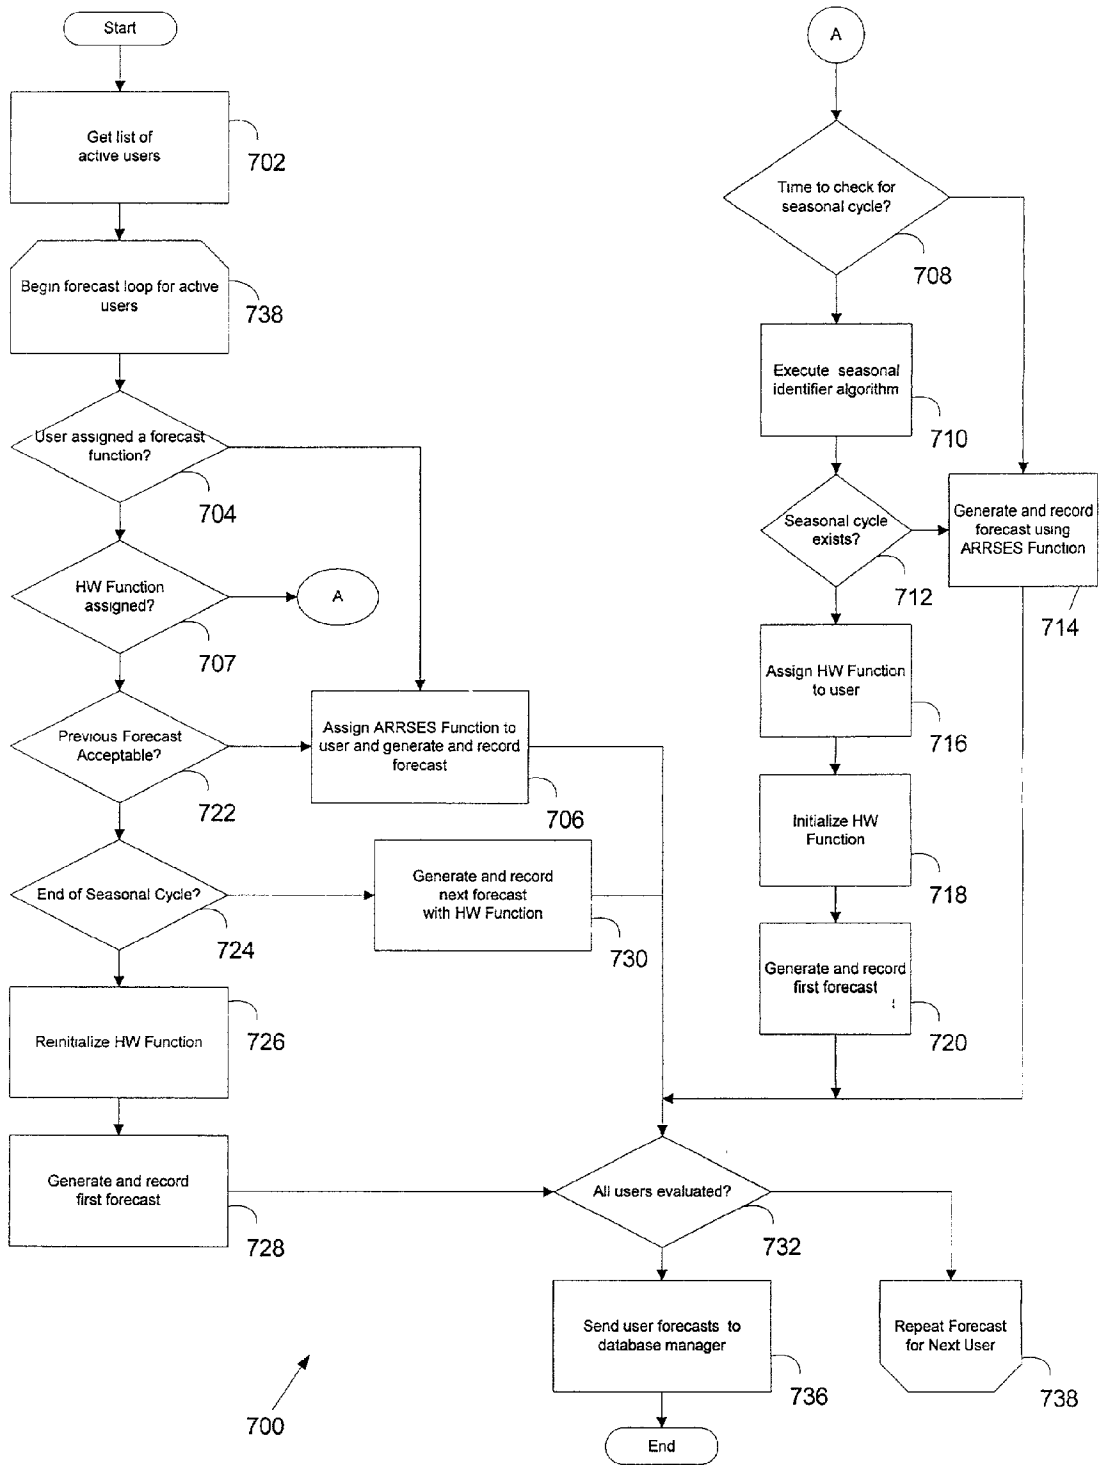 Start
Get list of
active users
702
Begin forecast loop for active
users
738
User assigned a forecast
function?
704
HW Function
assigned?
707
A
Previous Forecast
Acceptable?
722
Assign ARRSES Function to
user and generate and record
forecast
706
End of Seasonal Cycle?
724
Generate and record
next forecast
with HW Function
730
Reinitialize HW Function
726
Generate and record
first forecast
728
A
Time to check for
seasonal cycle?
708
Execute seasonal
identifier algorithm
710
Seasonal cycle
exists?
712
Generate and record
forecast using
ARRSES Function
714
Assign HW Function
to user
716
Initialize HW
Function
718
Generate and record
first forecast
720
All users evaluated?
732
Send user forecasts to
database manager
736
Repeat Forecast
for Next User
738
End
700